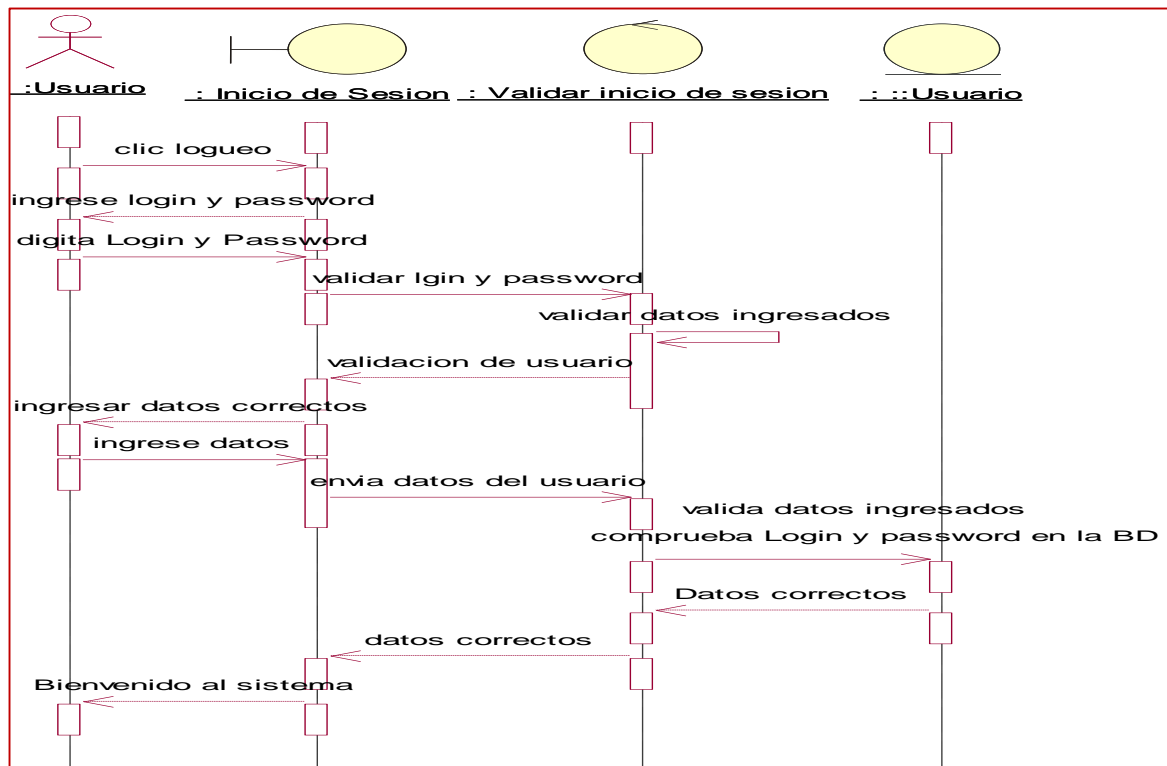 :Usuario
: Inicio de Sesion
: Validar inicio de sesion
: ::Usuario
clic logueo
ingrese login y password
digita Login y Password
validar lgin y password
validar datos ingresados
validacion de usuario
ingresar datos correctos
ingrese datos
envia datos del usuario
valida datos ingresados
comprueba Login y password en la BD
Datos correctos
datos correctos
Bienvenido al sistema